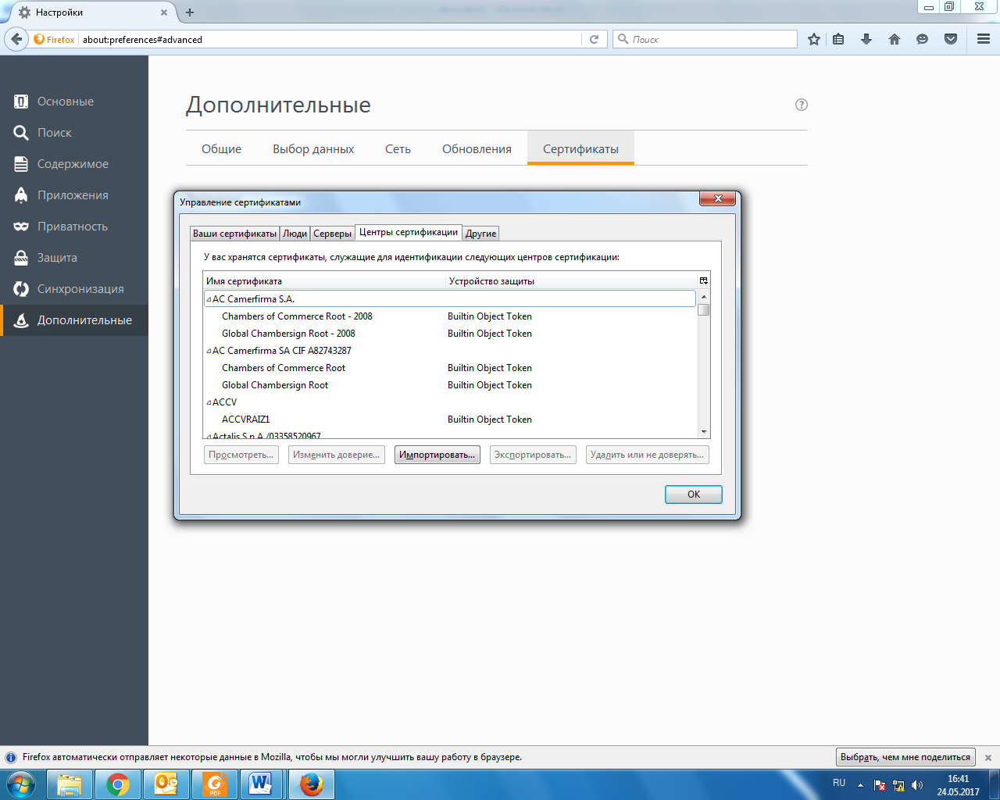 Настройки
Firefox
about:preferences#advanced
Поиск
Основные
Поиск
Содержимое
Приложения
Приватность
Защита
Синхронизация
Дополнительные
Дополнительные
?
Общие
Выбор данных
Сеть
Обновления
Сертификаты
Управление сертификатами
Ваши сертификаты
Люди
Серверы
Центры сертификации
Другие
У вас хранятся сертификаты, служащие для идентификации следующих центров сертификации:
Имя сертификата Устройство защиты
AC Camerfirma S.A.
Chambers of Commerce Root - 2008 Builtin Object Token
Global Chambersign Root - 2008 Builtin Object Token
AC Camerfirma SA CIF A82743287
Chambers of Commerce Root Builtin Object Token
Global Chambersign Root Builtin Object Token
ACCV
ACCVRAIZ1 Builtin Object Token
Actalis S.p.A./03358520967
Просмотреть...
Изменить доверие...
Импортировать...
Экспортировать...
Удалить или не доверять...
OK
Firefox автоматически отправляет некоторые данные в Mozilla, чтобы мы могли улучшить вашу работу в браузере.
Выбрать, чем мне поделиться
PDF
RU
16:41
24.05.2017